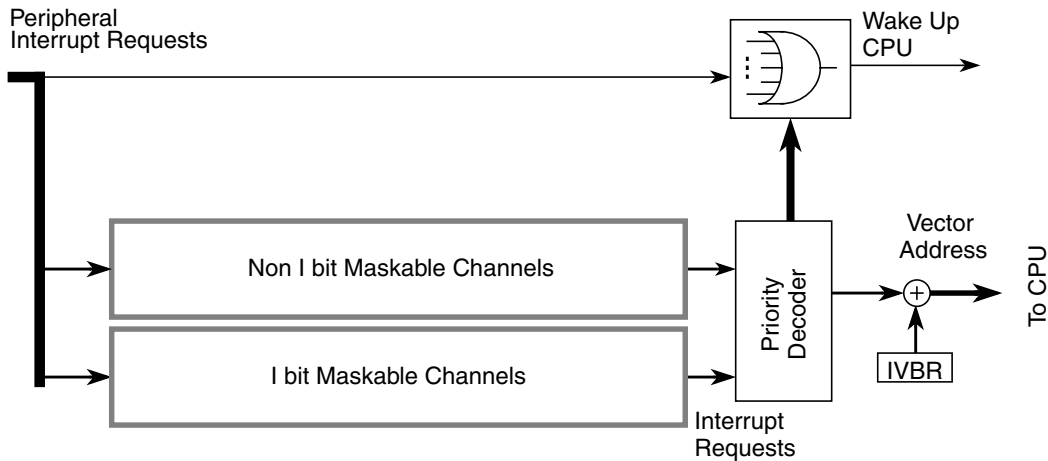 Peripheral
Interrupt Requests
Wake Up
CPU
Non I bit Maskable Channels
I bit Maskable Channels
Interrupt
Requests
Priority
Decoder
Vector
Address
+
IVBR
To CPU